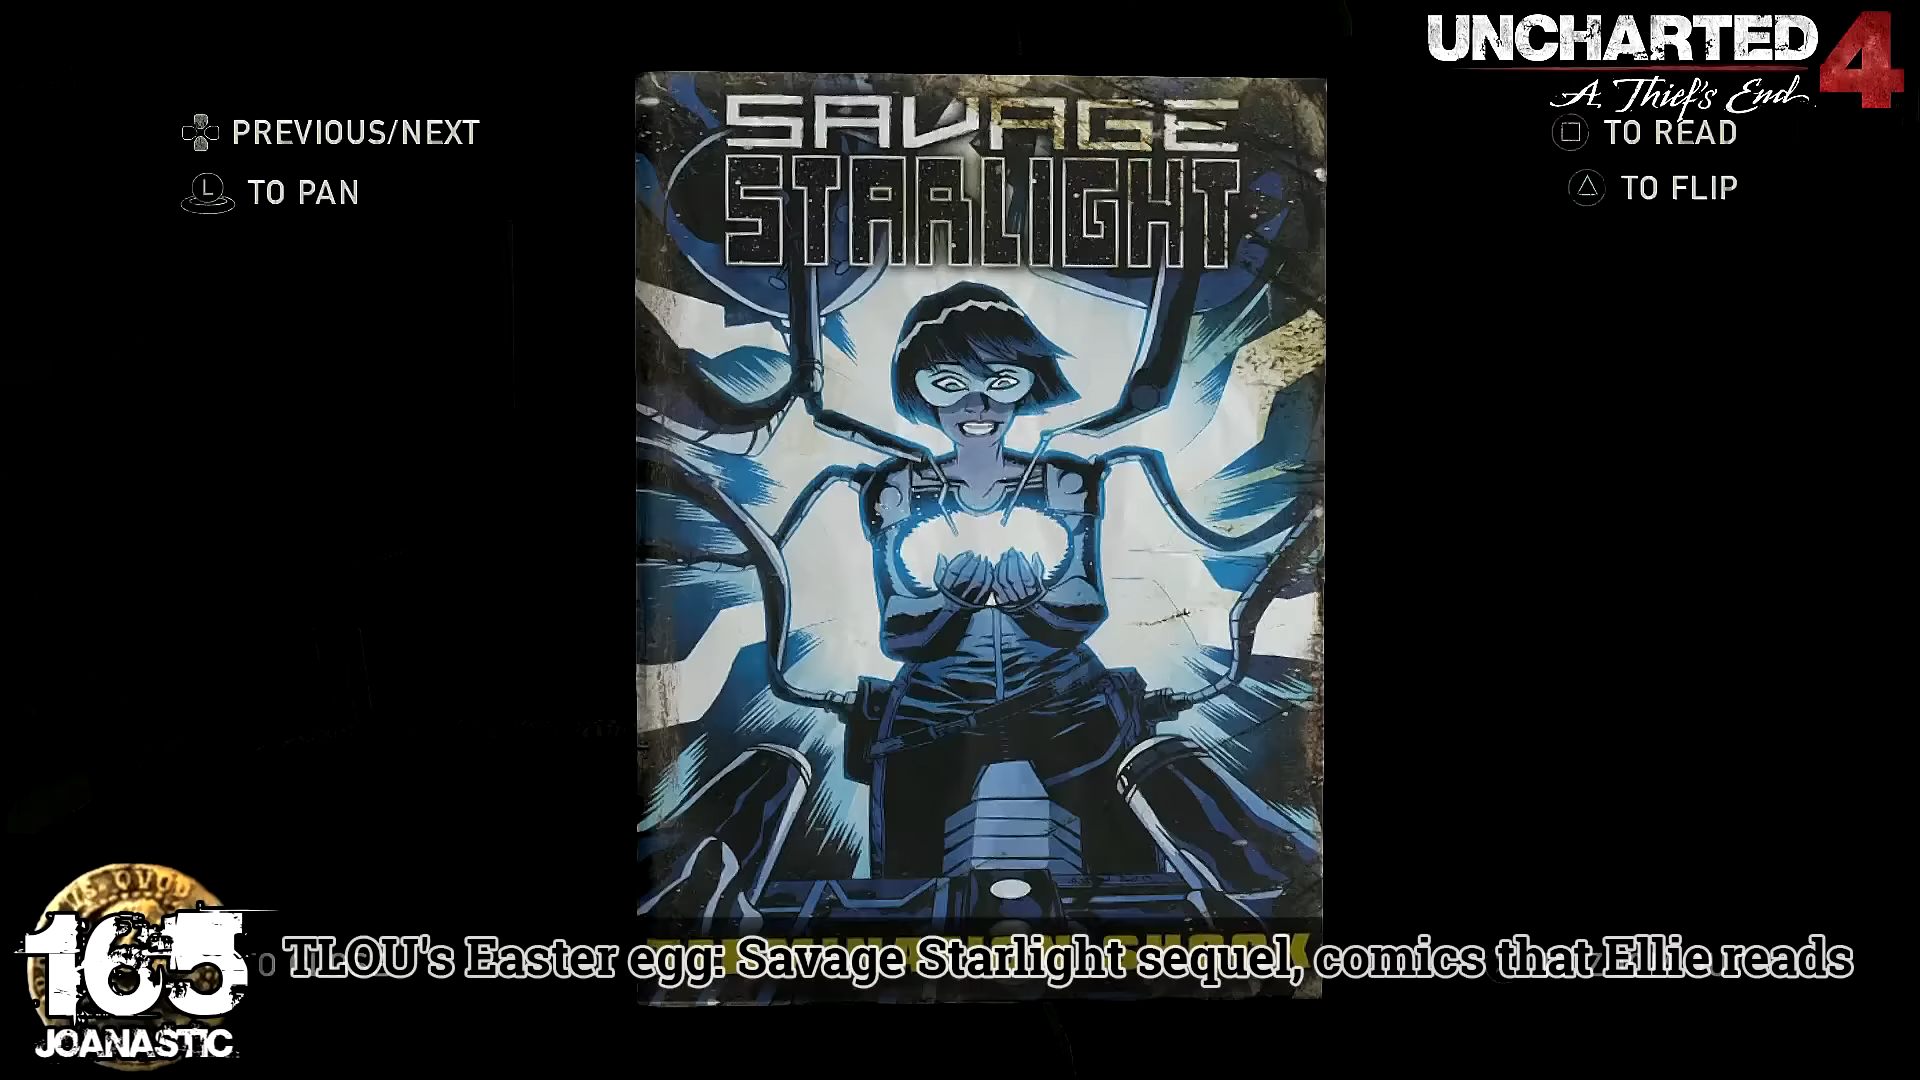 UNCHARTED 4
A Thief's End
PREVIOUS/NEXT
TO READ
L TO PAN
TO FLIP
SAVAGE
STARLIGHT
TLOU's Easter egg: Savage Starlight sequel, comics that Ellie reads
165
JOANASTIC
QVOD